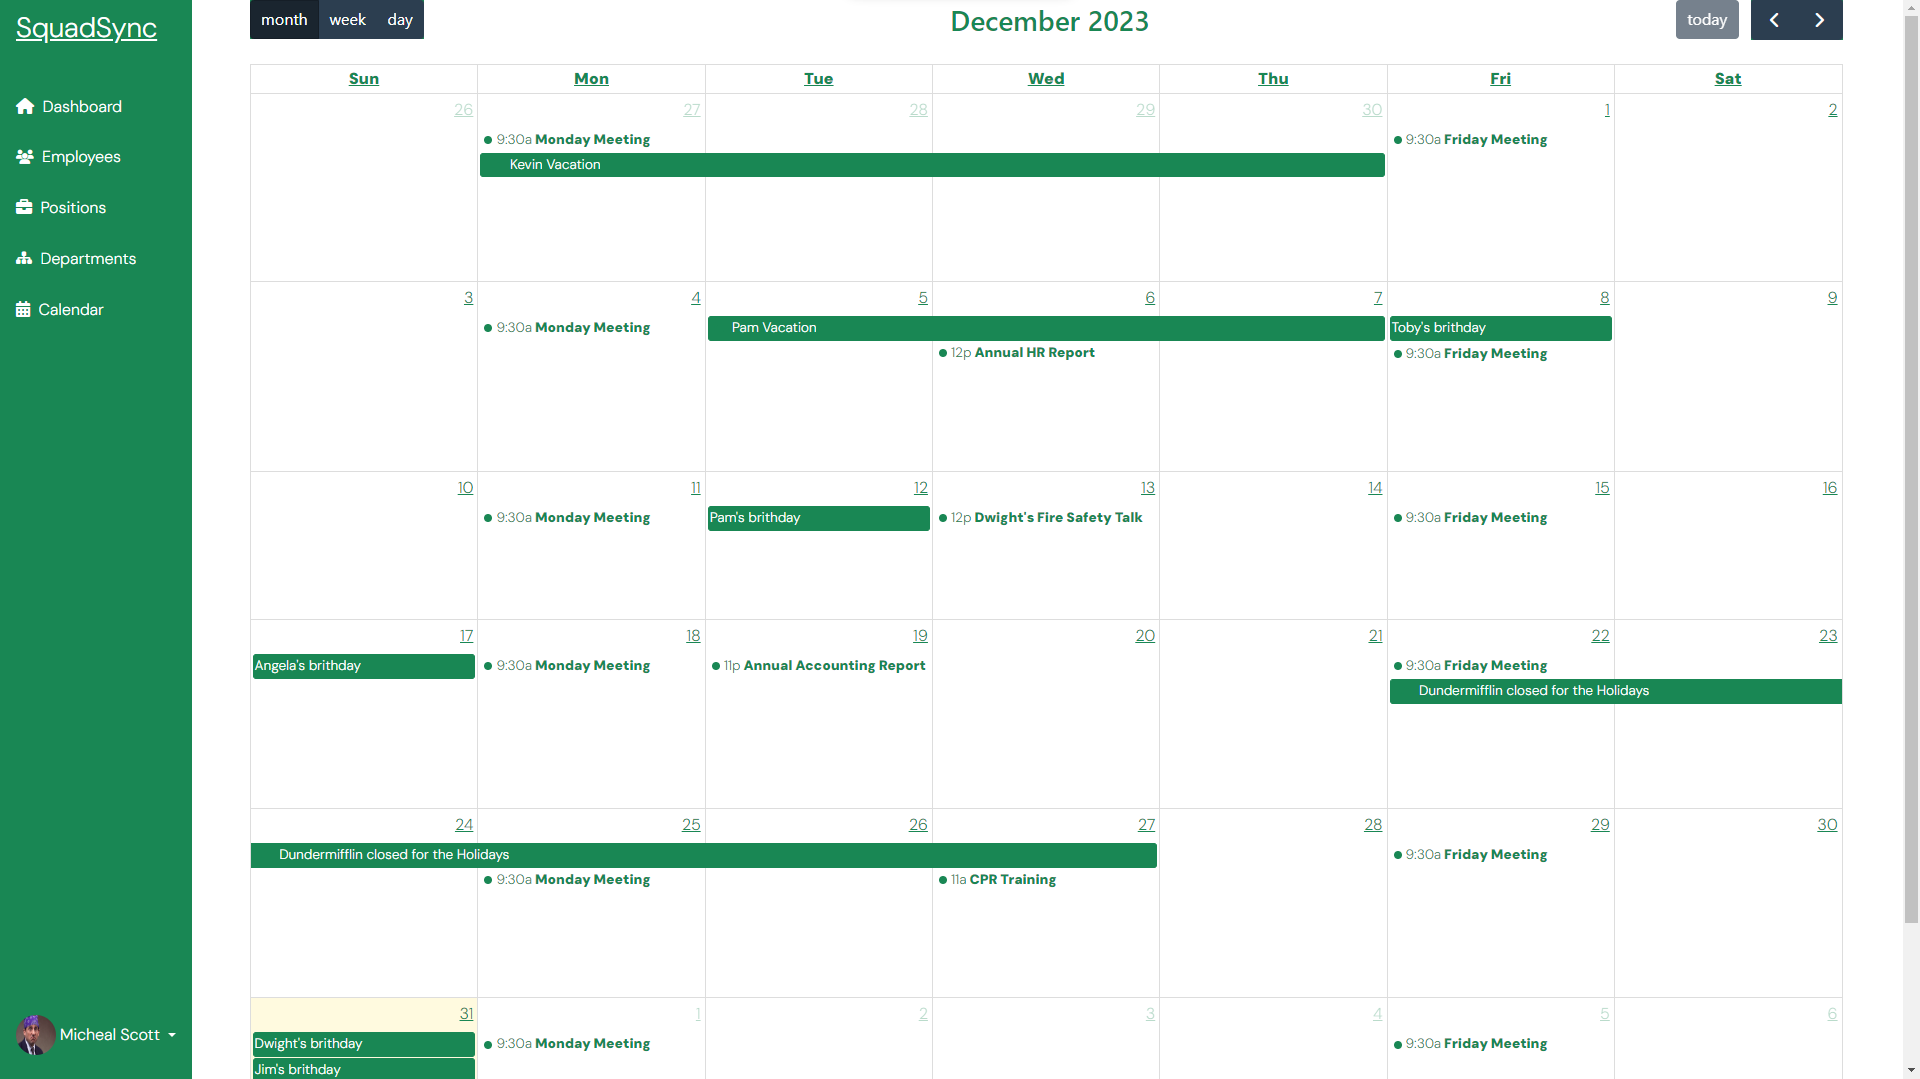 SquadSync
Dashboard
Employees
Positions
Departments
Calendar
Micheal Scott
month week day
December 2023
today
Sun Mon Tue Wed Thu Fri Sat
26 27 28 29 30 1 2
9:30a Monday Meeting 9:30a Friday Meeting
Kevin Vacation
3 4 5 6 7 8 9
9:30a Monday Meeting Pam Vacation Toby's brithday
12p Annual HR Report 9:30a Friday Meeting
10 11 12 13 14 15 16
9:30a Monday Meeting Pam's brithday 12p Dwight's Fire Safety Talk 9:30a Friday Meeting
17 18 19 20 21 22 23
Angela's brithday 9:30a Monday Meeting 11p Annual Accounting Report 9:30a Friday Meeting
Dundermifflin closed for the Holidays
24 25 26 27 28 29 30
Dundermifflin closed for the Holidays 9:30a Friday Meeting
9:30a Monday Meeting 11a CPR Training
31 1 2 3 4 5 6
Dwight's brithday 9:30a Monday Meeting 9:30a Friday Meeting
Jim's brithday